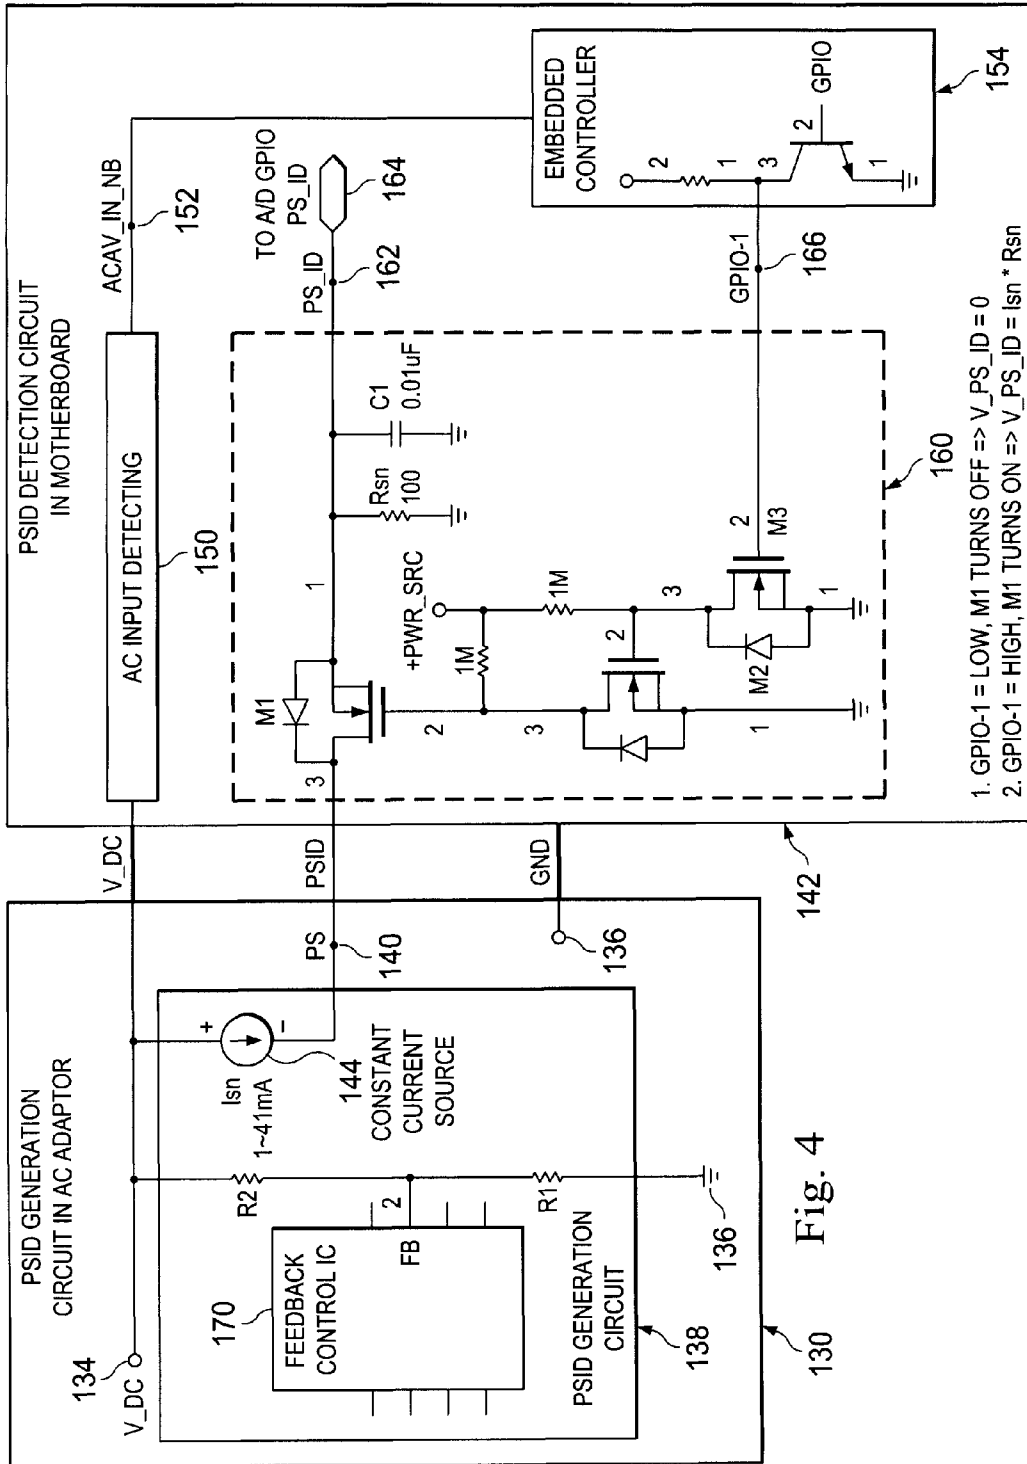 PSID GENERATION
CIRCUIT IN AC ADAPTOR
134
V_DC
V_DC
Isn
1~41mA
+
-
144
CONSTANT
CURRENT
SOURCE
PS
140
PSID
R2
2
FB
R1
136
170
FEEDBACK
CONTROL IC
PSID GENERATION
CIRCUIT
138
130
136
GND
142
PSID DETECTION CIRCUIT
IN MOTHERBOARD
AC INPUT DETECTING
150
ACAV_IN_NB
152
M1
3
1
2
Rsn
100
C1
0.01uF
PS_ID
162
TO A/D GPIO
PS_ID
164
+PWR_SRC
1M
1M
3
2
1
M2
3
2
M3
1
160
GPIO-1
166
EMBEDDED
CONTROLLER
2
1
3
2
GPIO
1
154
1. GPIO-1 = LOW, M1 TURNS OFF => V_PS_ID = 0
2. GPIO-1 = HIGH, M1 TURNS ON => V_PS_ID = Isn * Rsn
Fig. 4